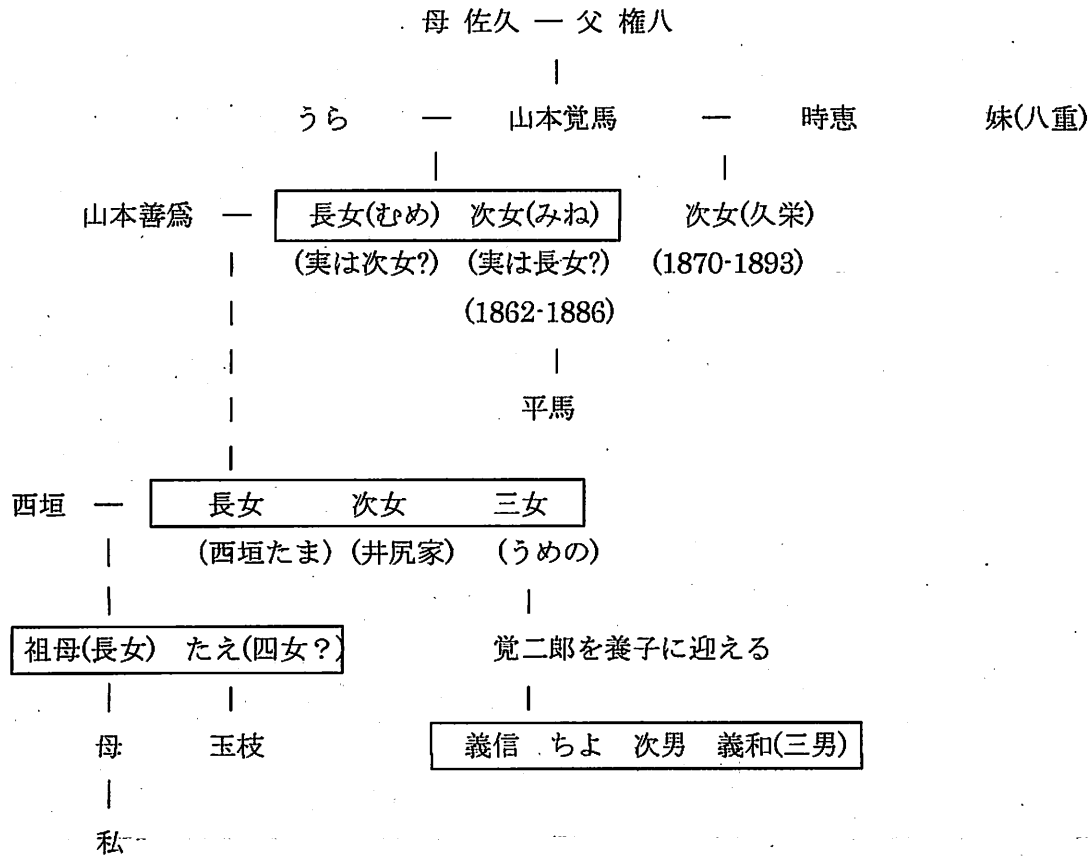 母 佐久 ― 父 権八
うら ― 山本覚馬 ― 時恵 妹(八重)
山本善爲 ― 長女(むめ) 次女(みね) 次女(久栄)
(実は次女?) (実は長女?) (1870-1893)
(1862-1886)
平馬
西垣 ― 長女 次女 三女
(西垣たま) (井尻家) (うめの)
祖母(長女) たえ(四女?) 覚二郎を養子に迎える
母 玉枝 義信 ちよ 次男 義和(三男)
私